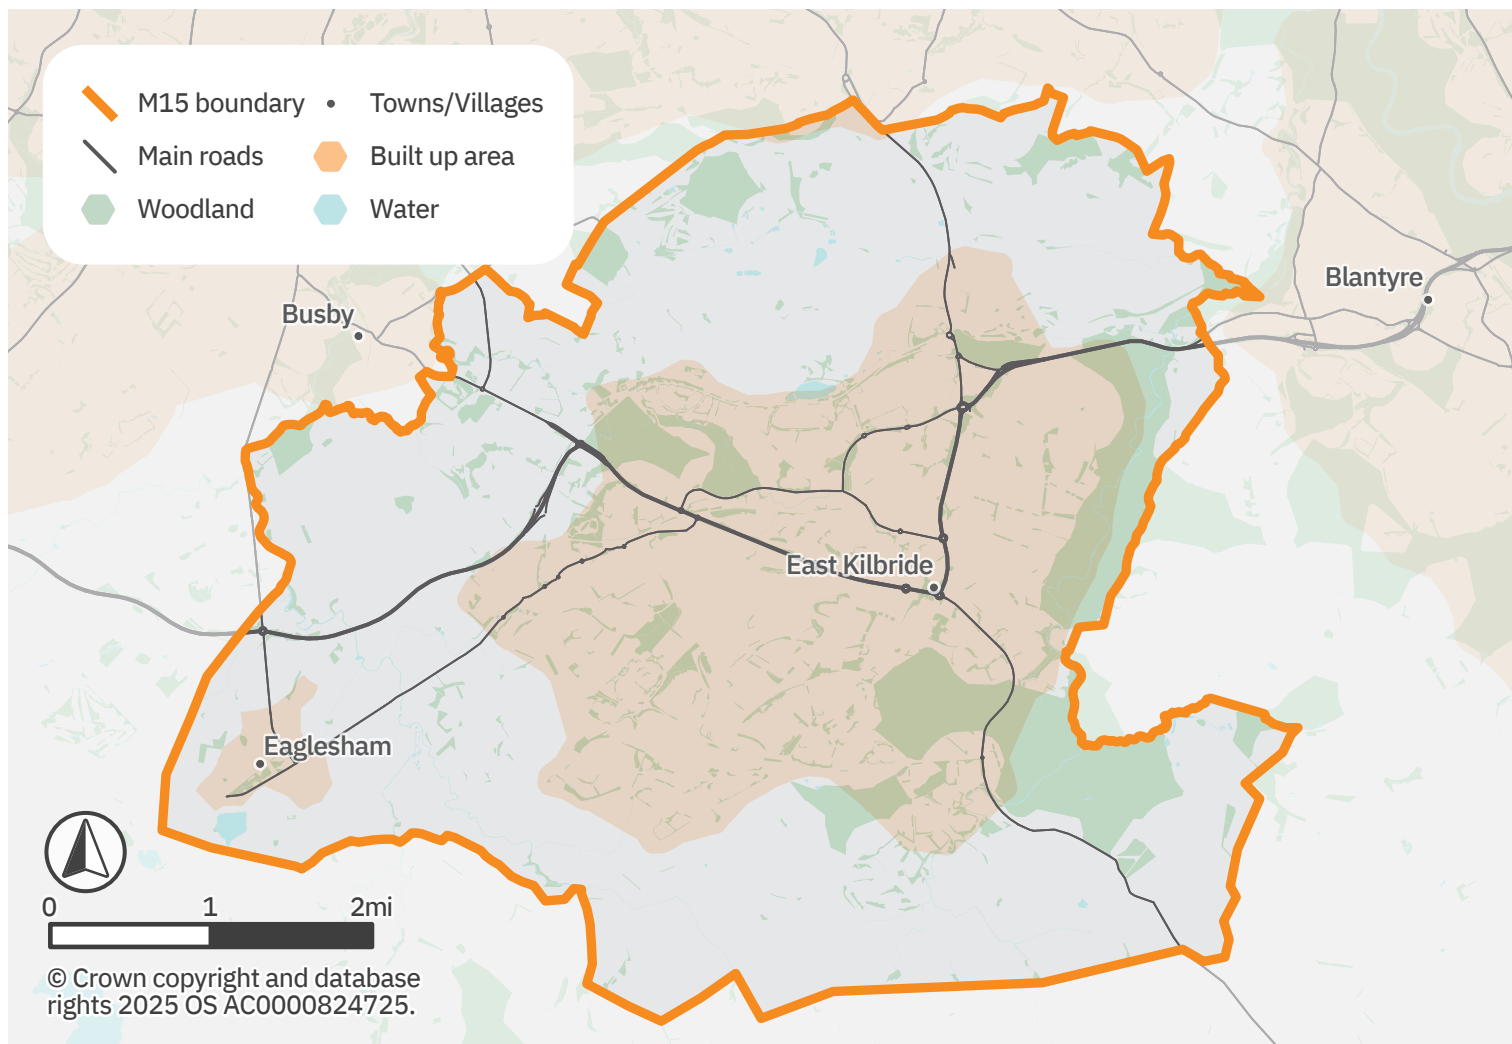 M15 boundary
Towns/Villages
Main roads
Built up area
Woodland
Water
Blantyre
Busby
East Kilbride
Eaglesham
0 1 2mi
© Crown copyright and database
rights 2025 OS AC0000824725.